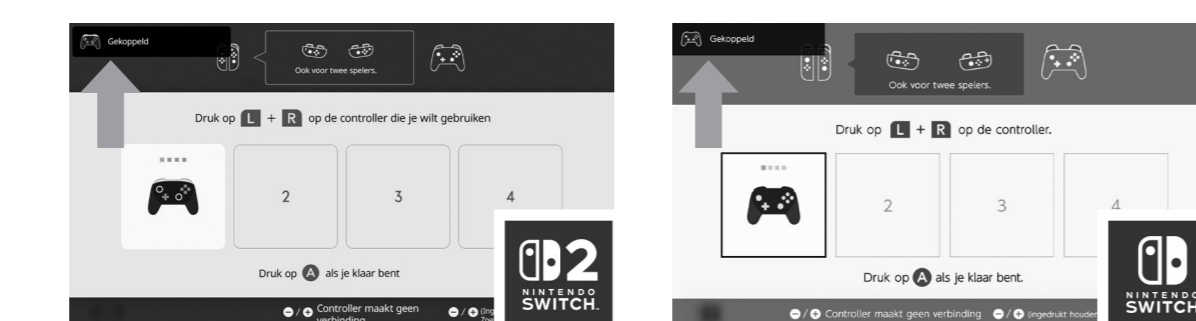 Gekoppeld
Ook voor twee spelers.
Druk op L + R op de controller die je wilt gebruiken
2
3
4
Druk op A als je klaar bent
Controller maakt geen
verbinding
2
NINTENDO
SWITCH™
Gekoppeld
Ook voor twee spelers.
Druk op L + R op de controller.
2
3
4
Druk op A als je klaar bent.
Controller maakt geen verbinding (ingedrukt houden
NINTENDO
SWITCH